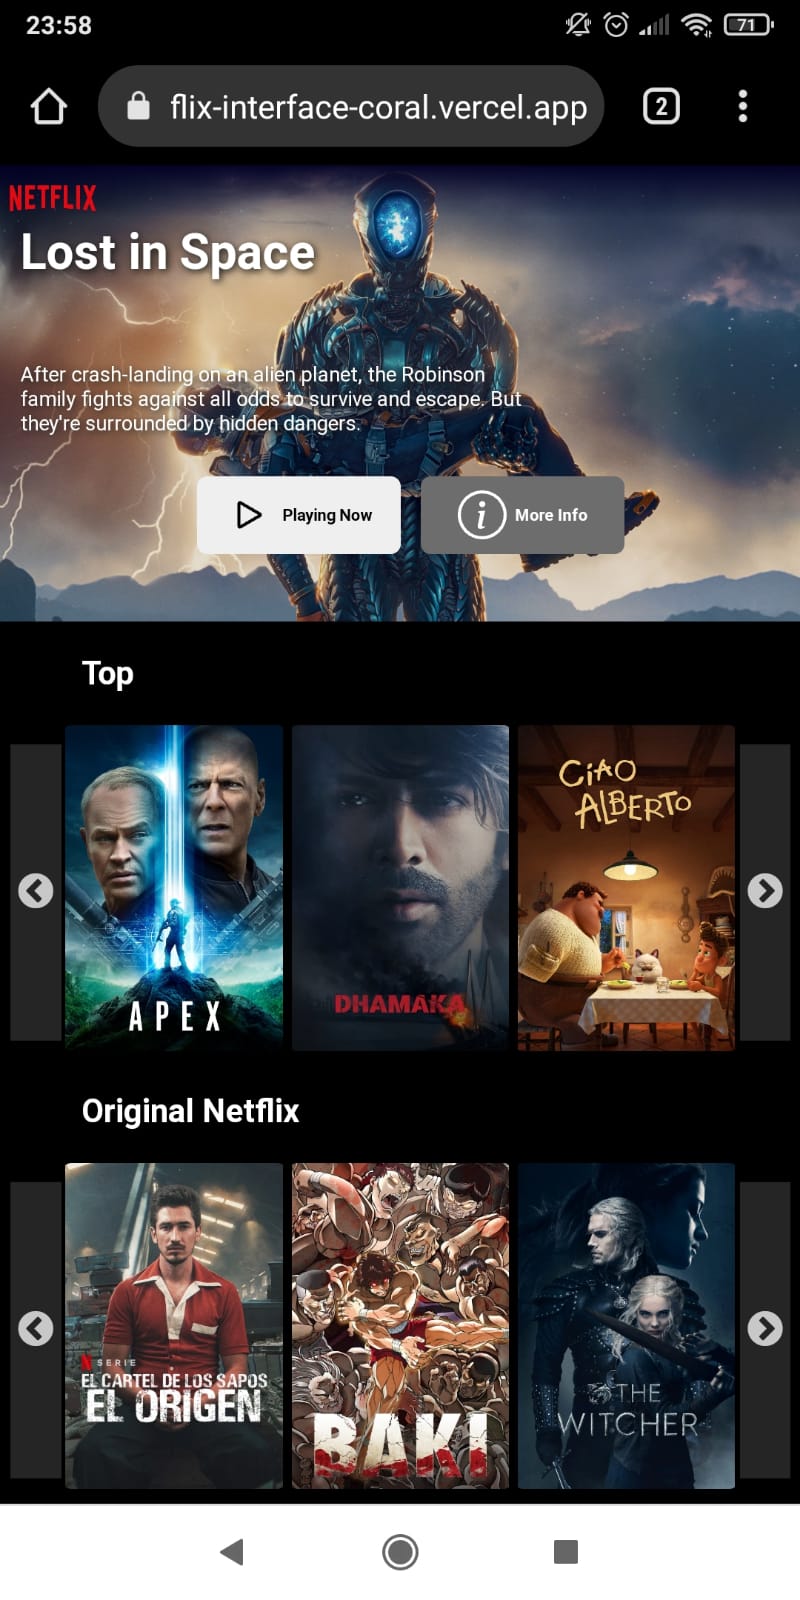 23:58
71
flix-interface-coral.vercel.app
2
NETFLIX
Lost in Space
After crash-landing on an alien planet, the Robinson
family fights against all odds to survive and escape. But
they're surrounded by hidden dangers.
Playing Now
i More Info
Top
APEX
DHAMAKA
CiAO
ALBERTO
Original Netflix
N SERIE
EL CARTEL DE LOS SAPOS
EL ORIGEN
BAKI
THE
WITCHER